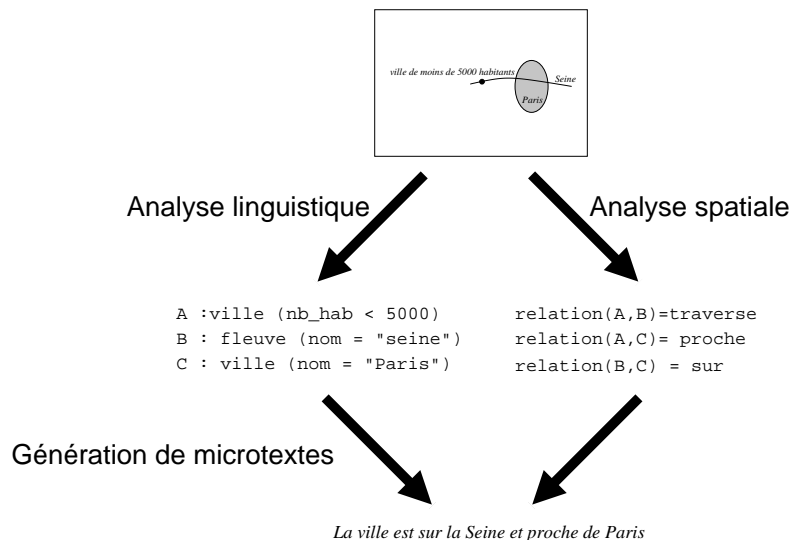 ville de moins de 5000 habitants
Seine
Paris
Analyse linguistique
Analyse spatiale
A :ville (nb_hab < 5000)
B : fleuve (nom = "seine")
C : ville (nom = "Paris")
relation(A,B)=traverse
relation(A,C)= proche
relation(B,C) = sur
Génération de microtextes
La ville est sur la Seine et proche de Paris